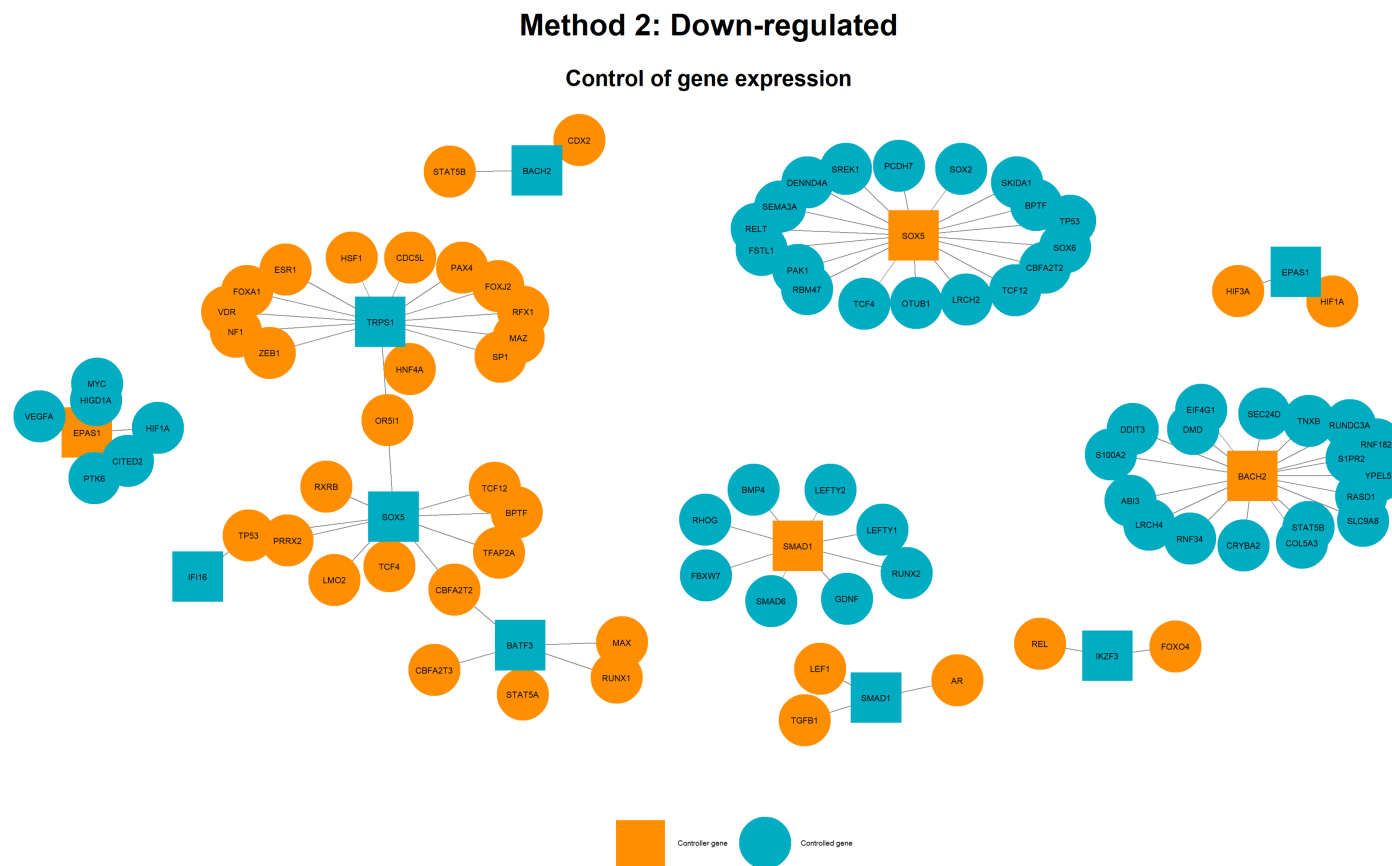 Method 2: Down-regulated
Control of gene expression
CDX2
STAT5B
BACH2
HSF1
CDC5L
ESR1
PAX4
FOXA1
FOXJ2
VDR
RFX1
NF1
TRPS1
MAZ
ZEB1
SP1
HNF4A
OR5I1
MYC
HIGD1A
VEGFA
EPAS1
HIF1A
CITED2
PTK6
RXRB
TCF12
SOX5
BPTF
TP53
PRRX2
TFAP2A
IFI16
LMO2
TCF4
CBFA2T2
BATF3
MAX
CBFA2T3
RUNX1
STAT5A
SREK1
PCDH7
SOX2
DENND4A
SKIDA1
SEMA3A
BPTF
RELT
TP53
FSTL1
SOX5
SOX6
PAK1
CBFA2T2
RBM47
TCF12
TCF4
OTUB1
LRCH2
EPAS1
HIF3A
HIF1A
EIF4G1
SEC24D
TNXB
DDIT3
DMD
RUNDC3A
S100A2
RNF182
S1PR2
BACH2
YPEL5
ABI3
RASD1
LRCH4
STAT5B
SLC9A8
RNF34
CRYBA2
COL5A3
BMP4
LEFTY2
RHOG
LEFTY1
SMAD1
FBXW7
RUNX2
SMAD6
GDNF
LEF1
AR
SMAD1
TGFB1
REL
IKZF3
FOXO4
Controller gene
Controlled gene